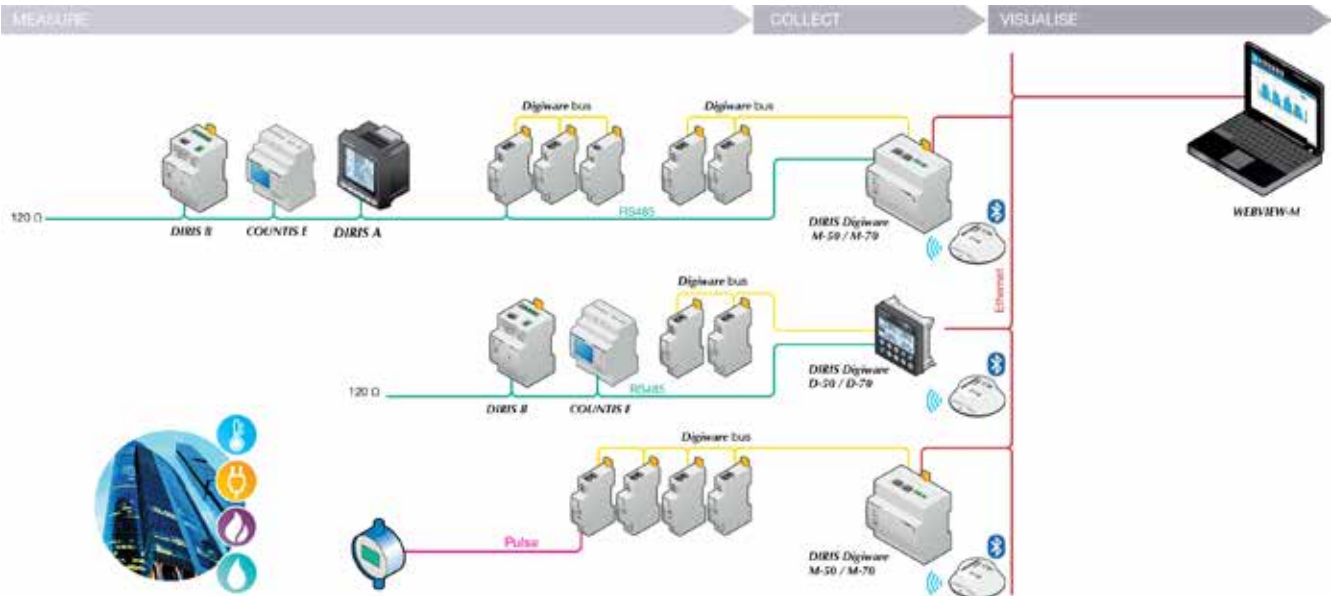 MEASURE
COLLECT
VISUALISE
Digiware bus
Digiware bus
120 Ω
DIRIS B
COUNTIS E
DIRIS A
RS485
DIRIS Digiware
M-50 / M-70
WEBVIEW-M
Ethernet
Digiware bus
120 Ω
DIRIS B
COUNTIS E
RS485
DIRIS Digiware
D-50 / D-70
Digiware bus
Pulse
DIRIS Digiware
M-50 / M-70